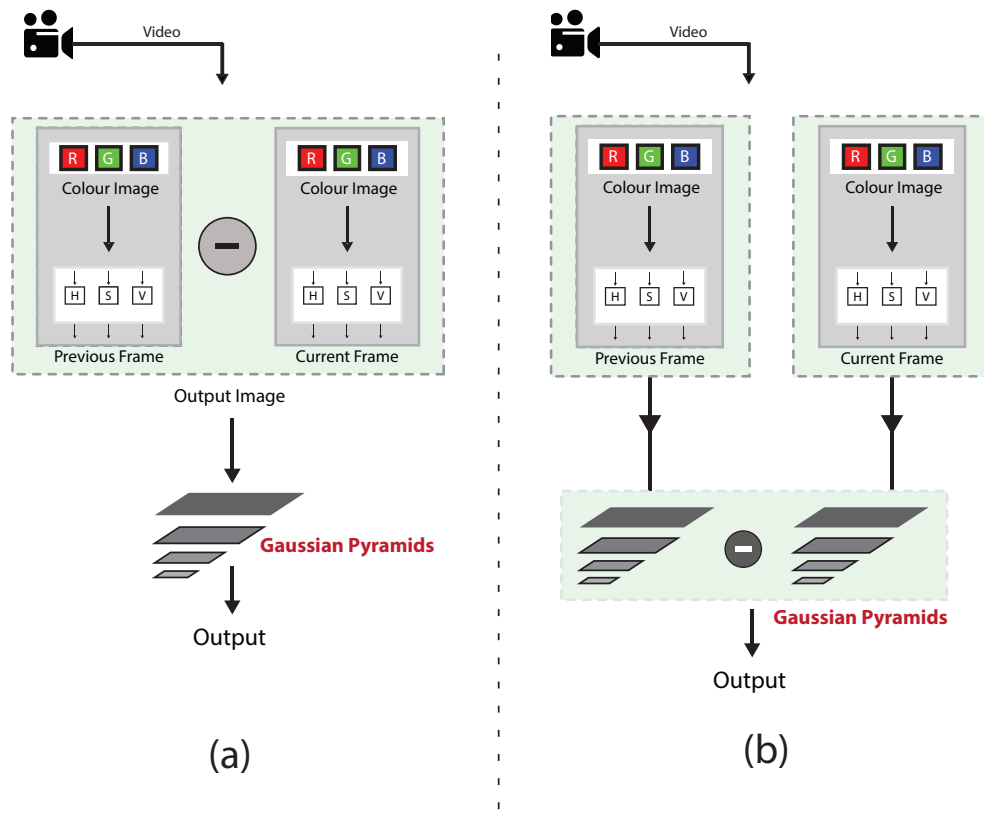 Video
R G B
Colour Image
H S V
Previous Frame
R G B
Colour Image
H S V
Current Frame
Output Image
Gaussian Pyramids
Output
(a)
Video
R G B
Colour Image
H S V
Previous Frame
R G B
Colour Image
H S V
Current Frame
Gaussian Pyramids
Output
(b)